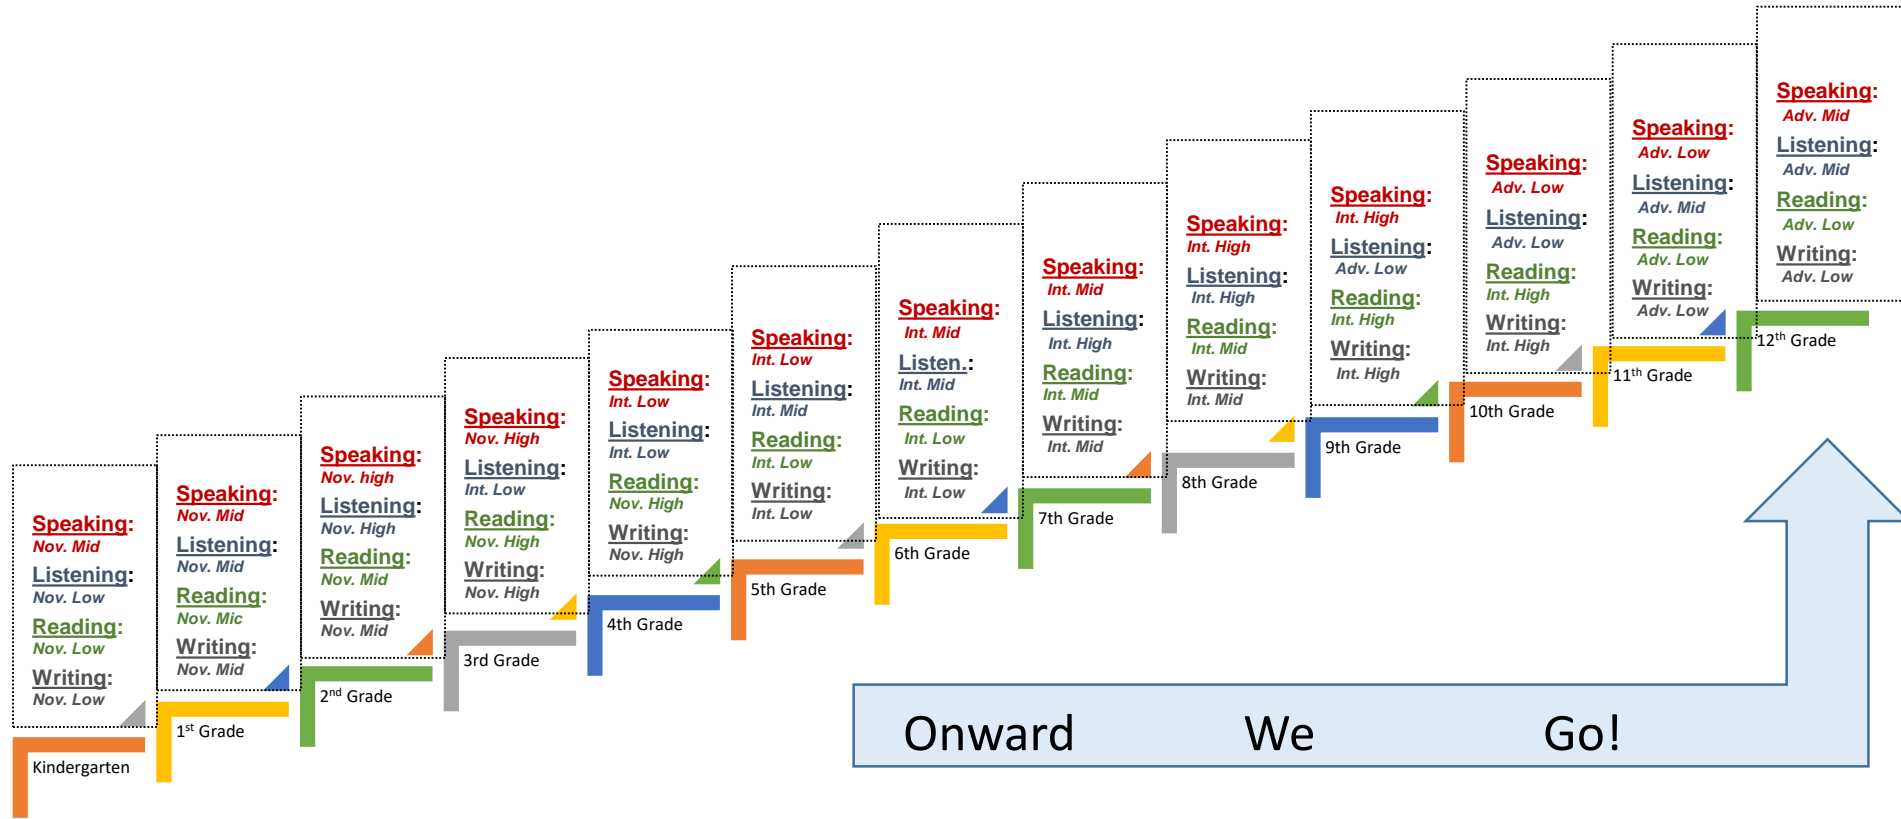 Speaking:
Nov. Mid
Listening:
Nov. Low
Reading:
Nov. Low
Writing:
Nov. Low
Kindergarten
Speaking:
Nov. Mid
Listening:
Nov. Mid
Reading:
Nov. Mic
Writing:
Nov. Mid
1st Grade
Speaking:
Nov. high
Listening:
Nov. High
Reading:
Nov. Mid
Writing:
Nov. Mid
2nd Grade
Speaking:
Nov. High
Listening:
Int. Low
Reading:
Nov. High
Writing:
Nov. High
3rd Grade
Speaking:
Int. Low
Listening:
Int. Low
Reading:
Nov. High
Writing:
Nov. High
4th Grade
Speaking:
Int. Low
Listening:
Int. Mid
Reading:
Int. Low
Writing:
Int. Low
5th Grade
Speaking:
Int. Mid
Listen.:
Int. Mid
Reading:
Int. Low
Writing:
Int. Low
6th Grade
Speaking:
Int. Mid
Listening:
Int. High
Reading:
Int. Mid
Writing:
Int. Mid
7th Grade
Speaking:
Int. High
Listening:
Int. High
Reading:
Int. Mid
Writing:
Int. Mid
8th Grade
Speaking:
Int. High
Listening:
Adv. Low
Reading:
Int. High
Writing:
Int. High
9th Grade
Speaking:
Adv. Low
Listening:
Adv. Low
Reading:
Int. High
Writing:
Int. High
10th Grade
Speaking:
Adv. Low
Listening:
Adv. Mid
Reading:
Adv. Low
Writing:
Adv. Low
11th Grade
Speaking:
Adv. Mid
Listening:
Adv. Mid
Reading:
Adv. Low
Writing:
Adv. Low
12th Grade
Onward We Go!